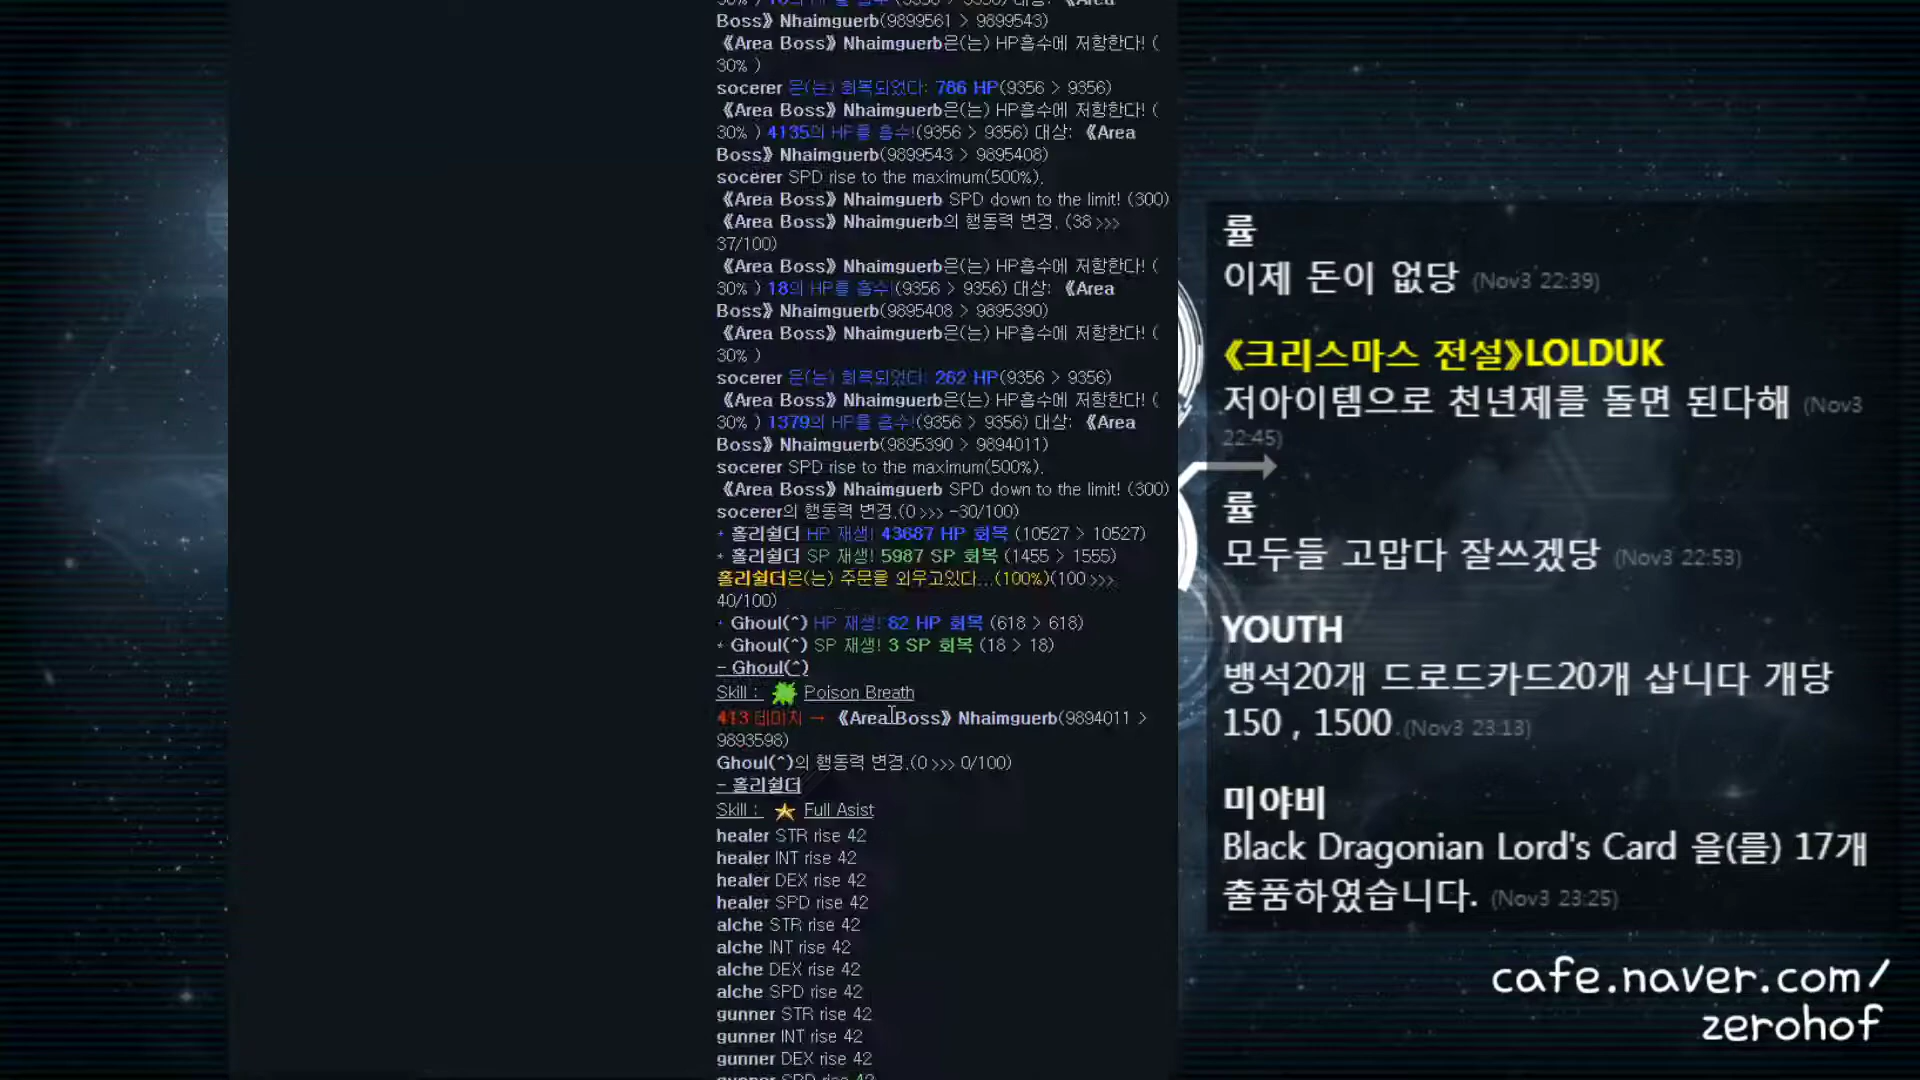 Boss》 Nhaimguerb(9899561 > 9899543)
《Area Boss》 Nhaimguerb은(는) HP흡수에 저항한다! (
30% )
socerer 은(는) 회복되었다: 786 HP(9356 > 9356)
《Area Boss》 Nhaimguerb은(는) HP흡수에 저항한다! (
30% ) 4135의 HP를 흡수!(9356 > 9356) 대상: 《Area
Boss》 Nhaimguerb(9899543 > 9895408)
socerer SPD rise to the maximum(500%).
《Area Boss》 Nhaimguerb SPD down to the limit! (300)
《Area Boss》 Nhaimguerb의 행동력 변경. (38 >>>
37/100)
《Area Boss》 Nhaimguerb은(는) HP흡수에 저항한다! (
30% ) 18의 HP를 흡수!(9356 > 9356) 대상: 《Area
Boss》 Nhaimguerb(9895408 > 9895390)
《Area Boss》 Nhaimguerb은(는) HP흡수에 저항한다! (
30% )
socerer 은(는) 회복되었다: 262 HP(9356 > 9356)
《Area Boss》 Nhaimguerb은(는) HP흡수에 저항한다! (
30% ) 1379의 HP를 흡수!(9356 > 9356) 대상: 《Area
Boss》 Nhaimguerb(9895390 > 9894011)
socerer SPD rise to the maximum(500%).
《Area Boss》 Nhaimguerb SPD down to the limit! (300)
socerer의 행동력 변경.(0 >>> -30/100)
* 홀리쉴더 HP 재생! 43687 HP 회복 (10527 > 10527)
* 홀리쉴더 SP 재생! 5987 SP 회복 (1455 > 1555)
홀리쉴더은(는) 주문을 외우고있다...(100%)(100 >>>
40/100)
* Ghoul(^) HP 재생! 62 HP 회복 (618 > 618)
* Ghoul(^) SP 재생! 3 SP 회복 (18 > 18)
- Ghoul(^)
Skill : Poison Breath
413 데미지 → 《Area Boss》 Nhaimguerb(9894011 >
9893598)
Ghoul(^)의 행동력 변경.(0 >>> 0/100)
- 홀리쉴더
Skill : Full Asist
healer STR rise 42
healer INT rise 42
healer DEX rise 42
healer SPD rise 42
alche STR rise 42
alche INT rise 42
alche DEX rise 42
alche SPD rise 42
gunner STR rise 42
gunner INT rise 42
gunner DEX rise 42
gunner SPD rise 42
률
이제 돈이 없당 (Nov3 22:39)
《크리스마스 전설》LOLDUK
저아이템으로 천년제를 돌면 된다해 (Nov3
22:45)
률
모두들 고맙다 잘쓰겠당 (Nov3 22:53)
YOUTH
뱅석20개 드로드카드20개 삽니다 개당
150 , 1500 (Nov3 23:13)
미야비
Black Dragonian Lord's Card 을(를) 17개
출품하였습니다. (Nov3 23:25)
cafe.naver.com/
zerohof